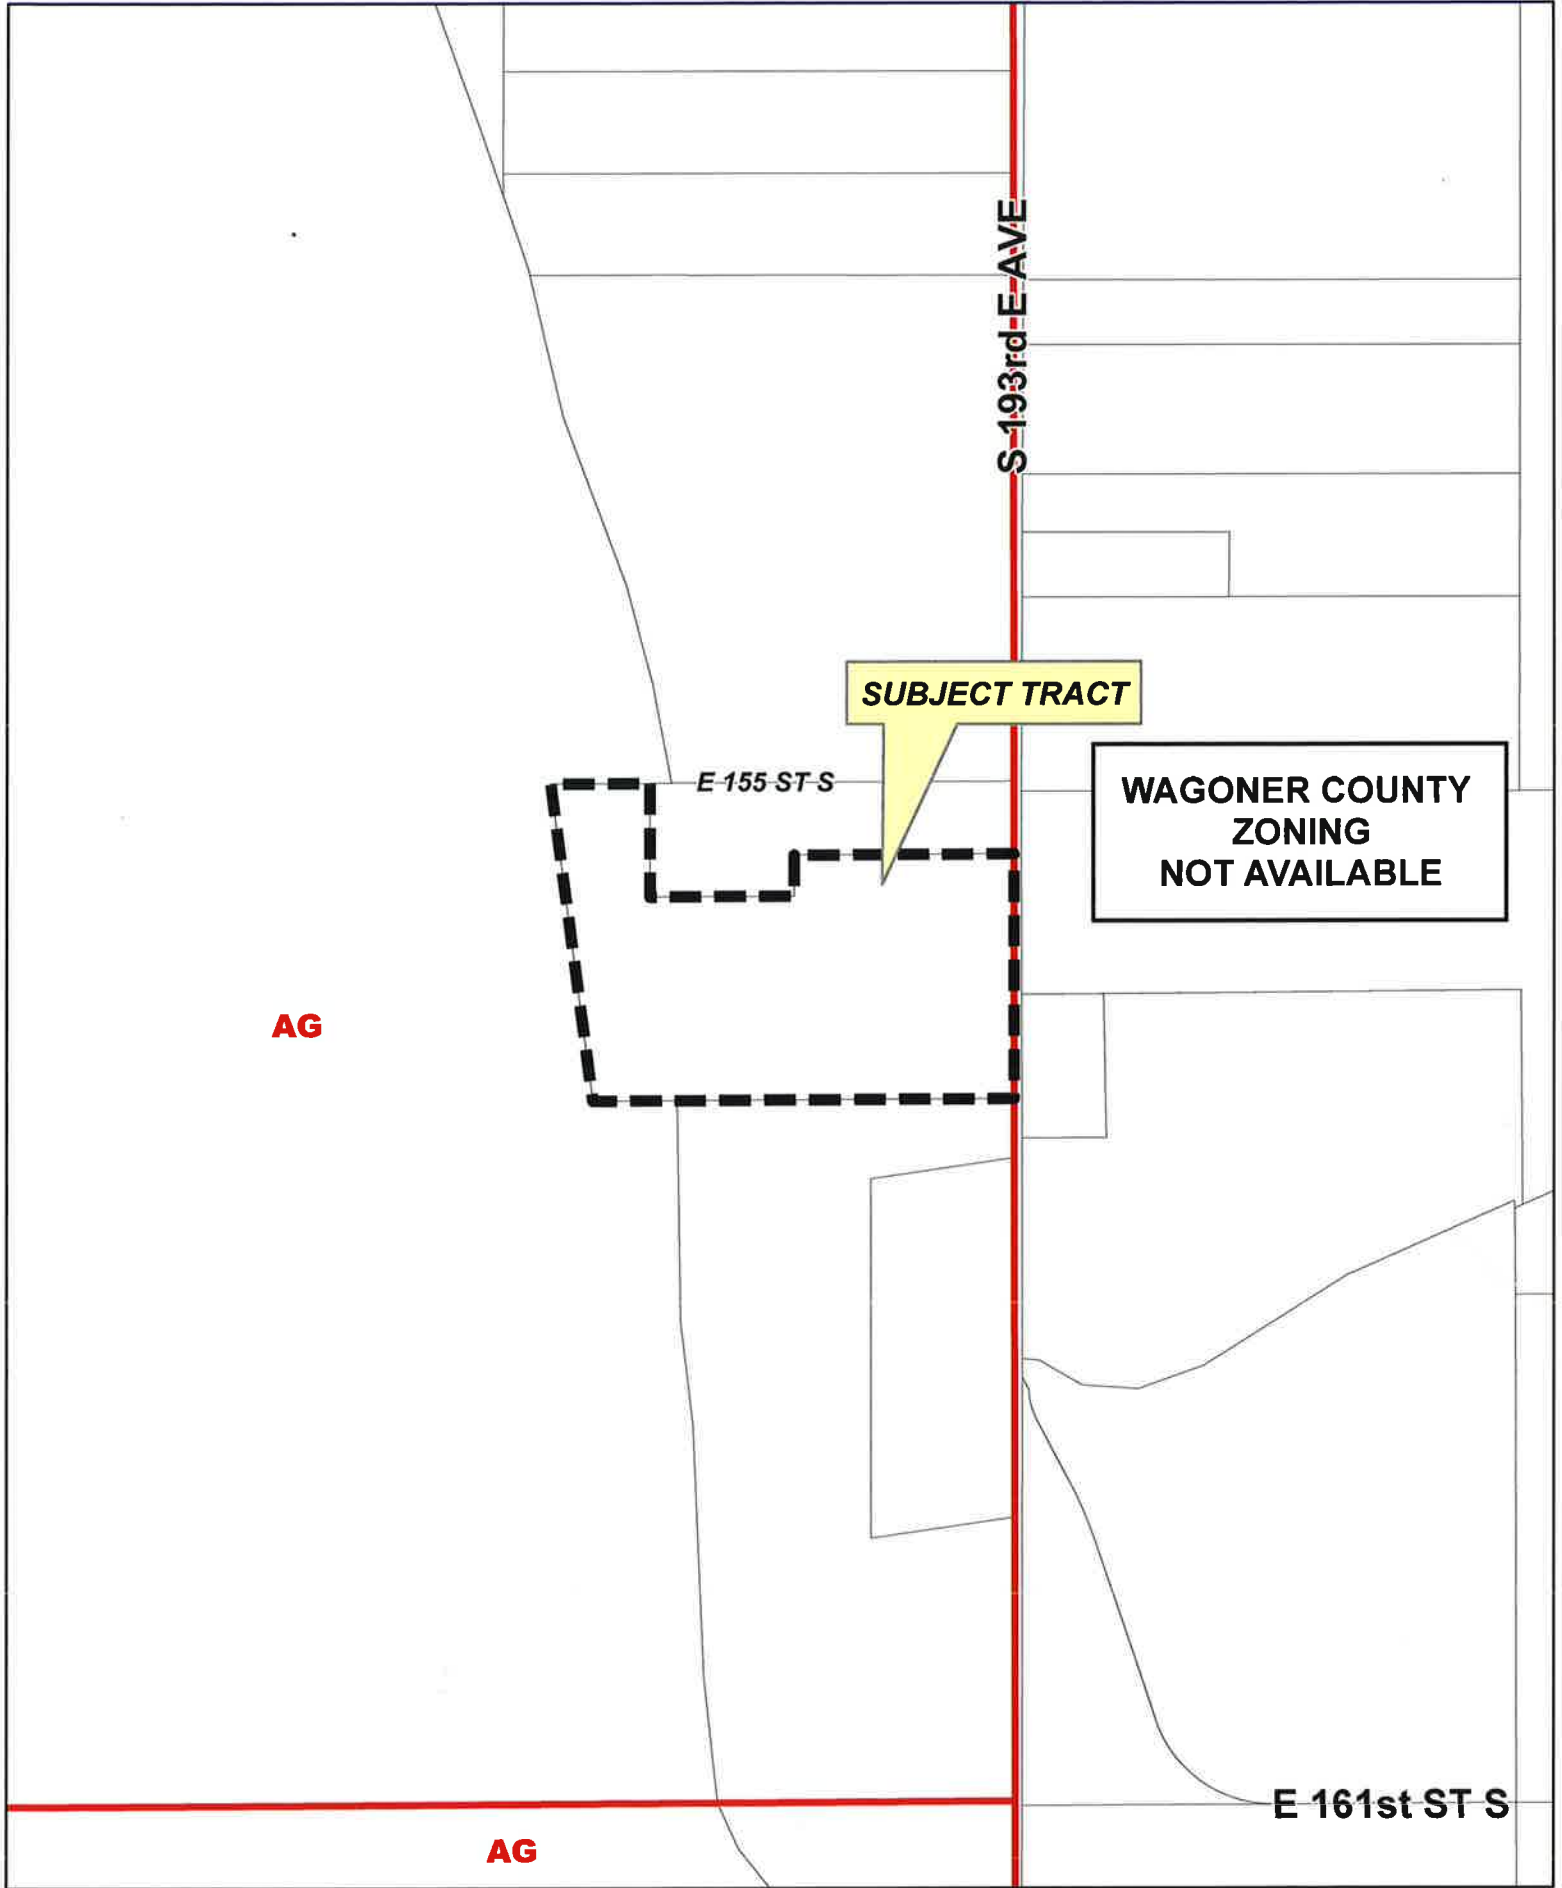 S 193rd E AVE
SUBJECT TRACT
E 155 ST S
WAGONER COUNTY
ZONING
NOT AVAILABLE
AG
E 161st ST S
AG